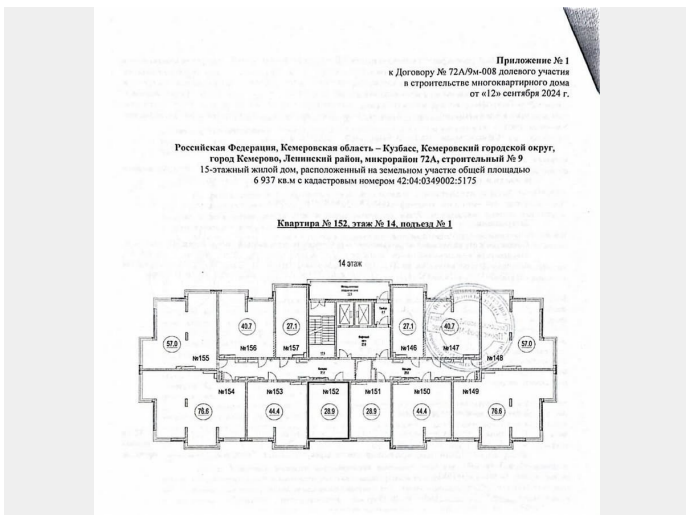 Приложение № 1
к Договору № 72А/9м-008 долевого участия
в строительстве многоквартирного дома
от «12» сентября 2024 г.
Российская Федерация, Кемеровская область – Кузбасс, Кемеровский городской округ,
город Кемерово, Ленинский район, микрорайон 72А, строительный № 9
15-этажный жилой дом, расположенный на земельном участке общей площадью
6 937 кв.м с кадастровым номером 42:04:0349002:5175
Квартира № 152, этаж № 14, подъезд № 1
14 этаж
40.7 27.1 27.1 40.7
57.0 №156 №157 №146 №147 57.0
№155 №148
№154 №153 №152 №151 №150 №149
76.6 44.4 28.9 28.9 44.4 76.6